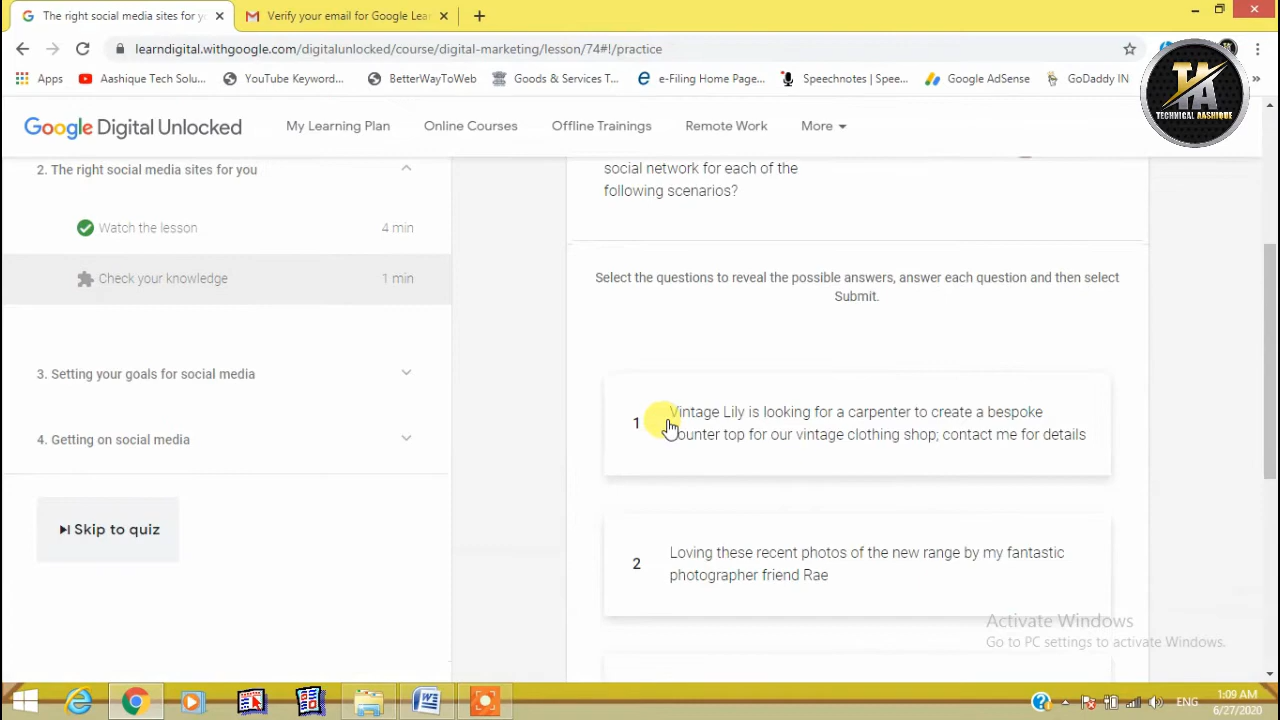 The right social media sites for yo
Verify your email for Google Lea
learndigital.withgoogle.com/digitalunlocked/course/digital-marketing/lesson/74#!/practice
Apps
Aashique Tech Solu...
YouTube Keyword...
BetterWayToWeb
Goods & Services T...
e-Filing Home Page...
Speechnotes | Spee...
Google AdSense
GoDaddy IN
»
TA
TECHNICAL AASHIQUE
Google Digital Unlocked
My Learning Plan
Online Courses
Offline Trainings
Remote Work
More
2. The right social media sites for you
Watch the lesson
4 min
Check your knowledge
1 min
3. Setting your goals for social media
4. Getting on social media
Skip to quiz
social network for each of the
following scenarios?
Select the questions to reveal the possible answers, answer each question and then select
Submit.
1
Vintage Lily is looking for a carpenter to create a bespoke
counter top for our vintage clothing shop; contact me for details
2
Loving these recent photos of the new range by my fantastic
photographer friend Rae
Activate Windows
Go to PC settings to activate Windows.
ENG
1:09 AM
6/27/2020